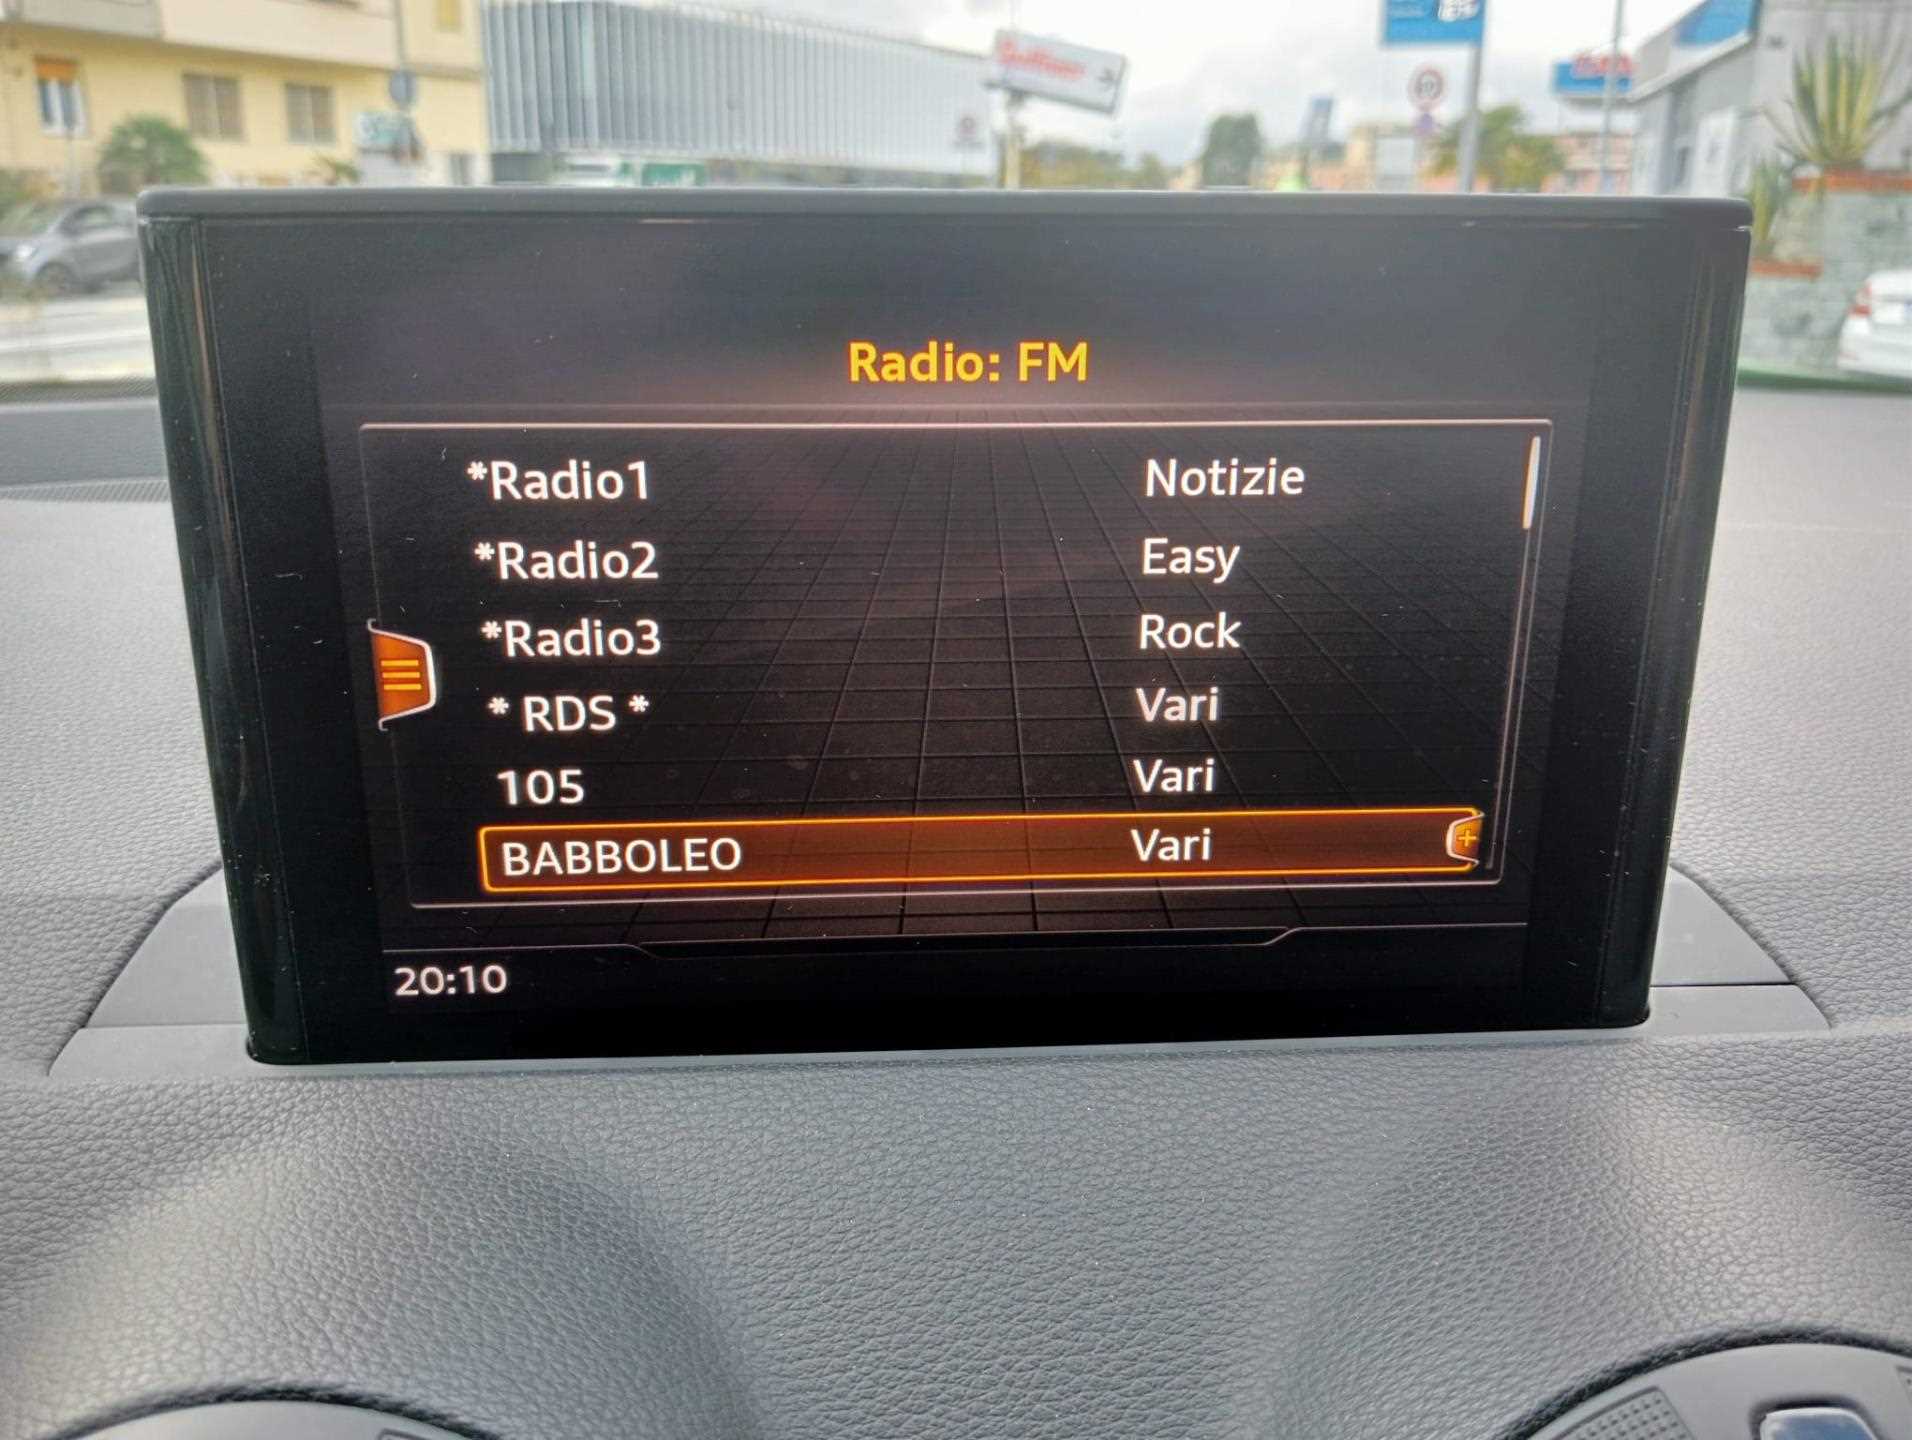 Radio: FM
*Radio1 Notizie
*Radio2 Easy
*Radio3 Rock
* RDS * Vari
105 Vari
BABBOLEO Vari
20:10